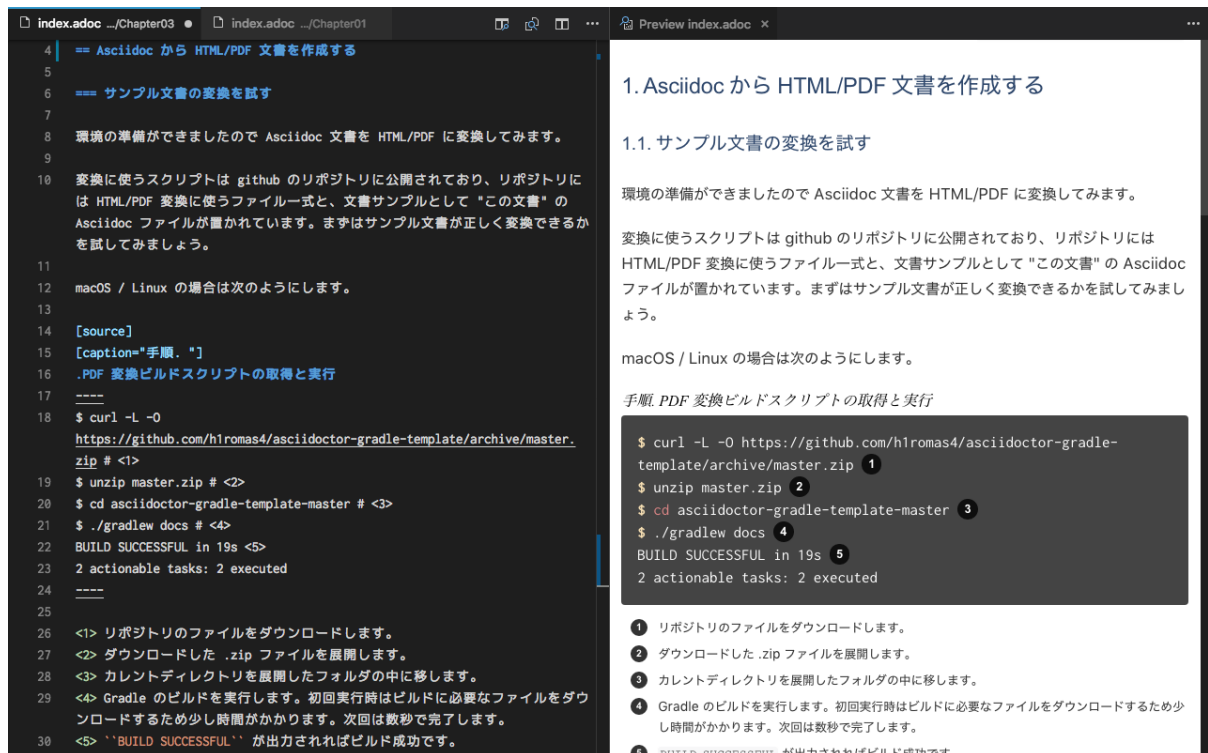 index.adoc .../Chapter03 ●
index.adoc .../Chapter01
4 == Asciidoc から HTML/PDF 文書を作成する
5
6 === サンプル文書の変換を試す
7
8 環境の準備ができましたので Asciidoc 文書を HTML/PDF に変換してみます。
9
10 変換に使うスクリプトは github のリポジトリに公開されており、リポジトリに
は HTML/PDF 変換に使うファイル一式と、文書サンプルとして "この文書" の
Asciidoc ファイルが置かれています。まずはサンプル文書が正しく変換できるか
を試してみましょう。
11
12 macOS / Linux の場合は次のようにします。
13
14 [source]
15 [caption="手順. "]
16 .PDF 変換ビルドスクリプトの取得と実行
17 ----
18 $ curl -L -O
https://github.com/h1romas4/asciidoctor-gradle-template/archive/master.
zip # <1>
19 $ unzip master.zip # <2>
20 $ cd asciidoctor-gradle-template-master # <3>
21 $ ./gradlew docs # <4>
22 BUILD SUCCESSFUL in 19s <5>
23 2 actionable tasks: 2 executed
24 ----
25
26 <1> リポジトリのファイルをダウンロードします。
27 <2> ダウンロードした .zip ファイルを展開します。
28 <3> カレントディレクトリを展開したフォルダの中に移します。
29 <4> Gradle のビルドを実行します。初回実行時はビルドに必要なファイルをダウ
ンロードするため少し時間がかかります。次回は数秒で完了します。
30 <5> ``BUILD SUCCESSFUL`` が出力されればビルド成功です。
Preview index.adoc ×
1. Asciidoc から HTML/PDF 文書を作成する
1.1. サンプル文書の変換を試す
環境の準備ができましたので Asciidoc 文書を HTML/PDF に変換してみます。
変換に使うスクリプトは github のリポジトリに公開されており、リポジトリには
HTML/PDF 変換に使うファイル一式と、文書サンプルとして "この文書" の Asciidoc
ファイルが置かれています。まずはサンプル文書が正しく変換できるかを試してみまし
ょう。
macOS / Linux の場合は次のようにします。
手順. PDF 変換ビルドスクリプトの取得と実行
$ curl -L -O https://github.com/h1romas4/asciidoctor-gradle-
template/archive/master.zip 1
$ unzip master.zip 2
$ cd asciidoctor-gradle-template-master 3
$ ./gradlew docs 4
BUILD SUCCESSFUL in 19s 5
2 actionable tasks: 2 executed
1 リポジトリのファイルをダウンロードします。
2 ダウンロードした .zip ファイルを展開します。
3 カレントディレクトリを展開したフォルダの中に移します。
4 Gradle のビルドを実行します。初回実行時はビルドに必要なファイルをダウンロードするため少
し時間がかかります。次回は数秒で完了します。
5 BUILD SUCCESSFUL が出力されればビルド成功です。